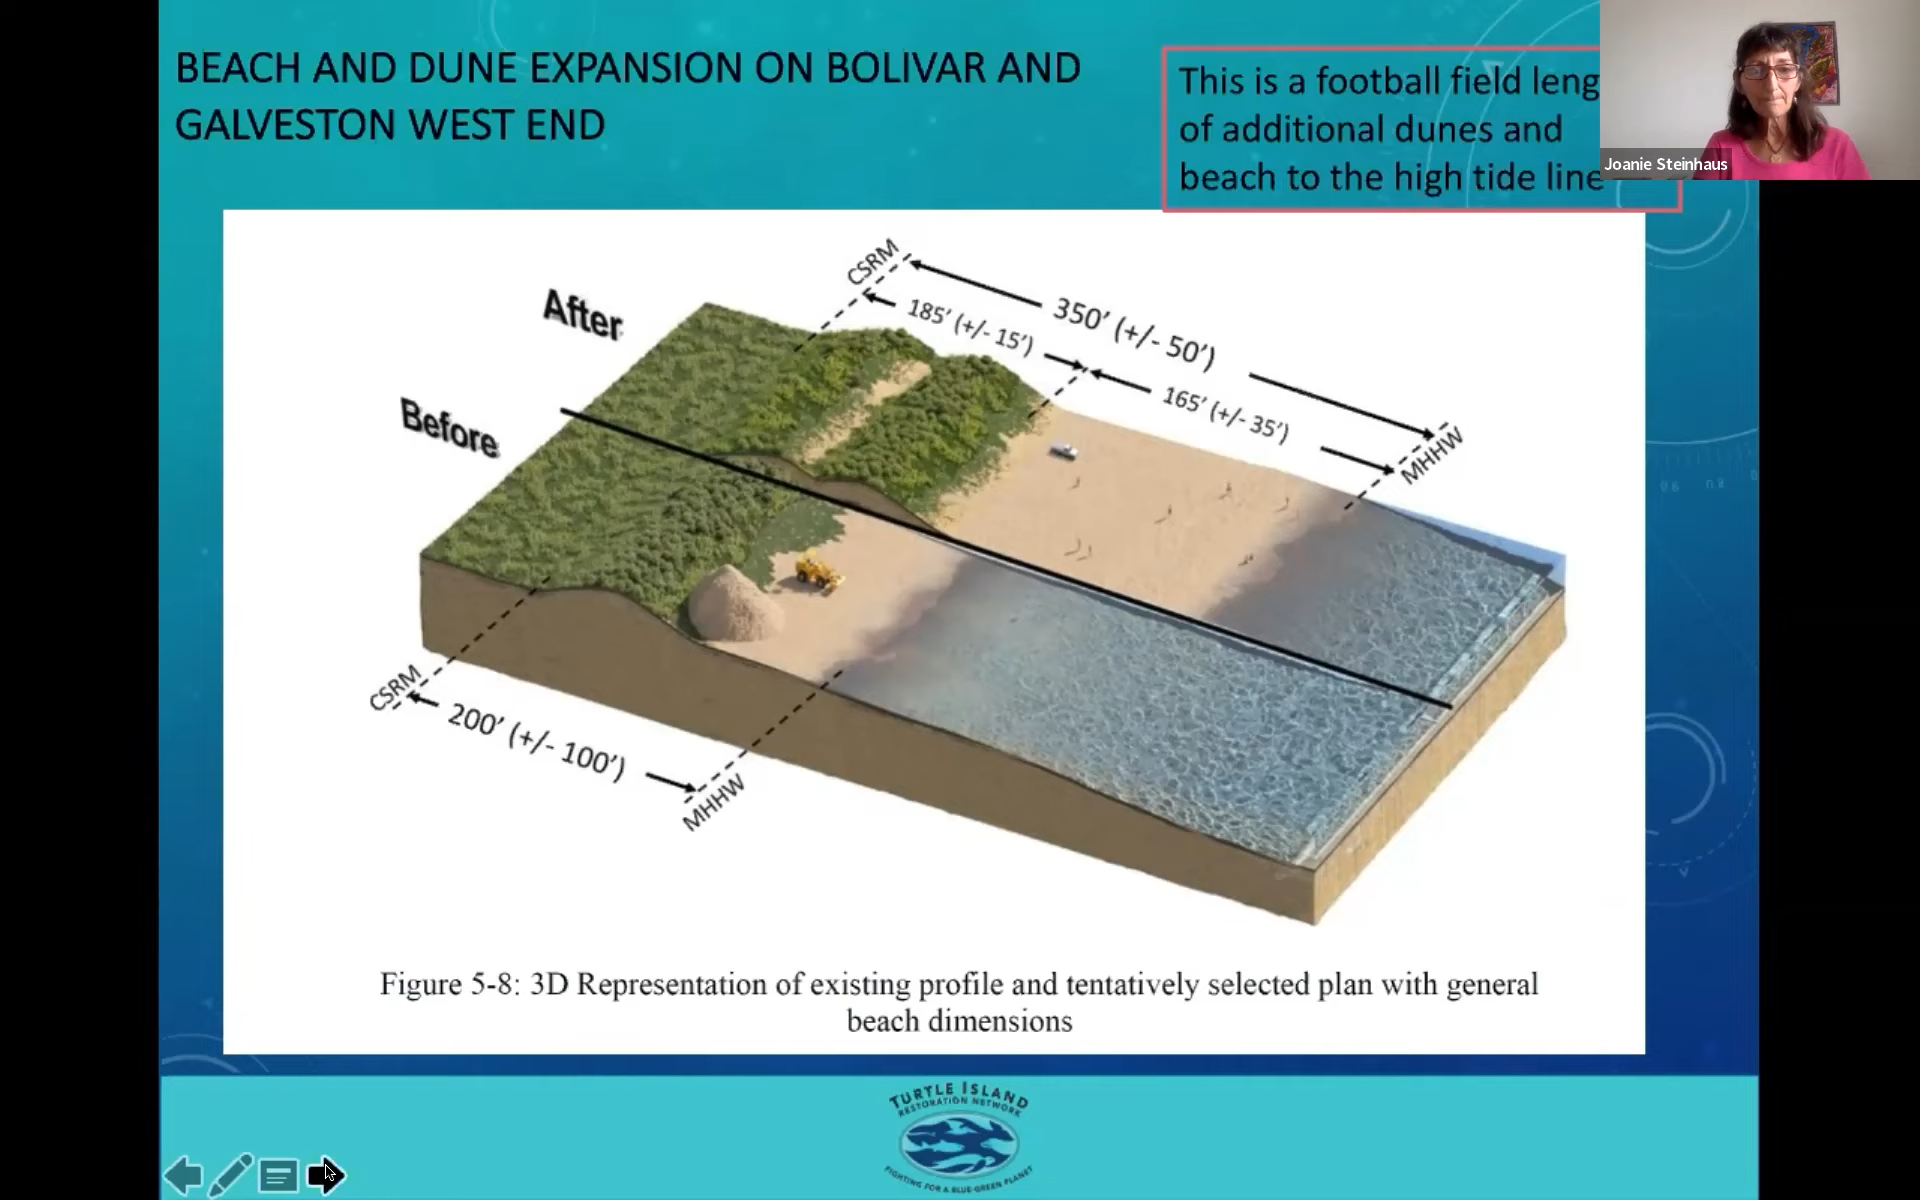 BEACH AND DUNE EXPANSION ON BOLIVAR AND
GALVESTON WEST END
This is a football field leng
of additional dunes and
beach to the high tide line
Joanie Steinhaus
After
Before
CSRM
350’ (+/- 50’)
185’ (+/- 15’)
165’ (+/- 35’)
MHHW
CSRM
200’ (+/- 100’)
MHHW
Figure 5-8: 3D Representation of existing profile and tentatively selected plan with general
beach dimensions
TURTLE ISLAND
RESTORATION NETWORK
FIGHTING FOR A BLUE-GREEN PLANET